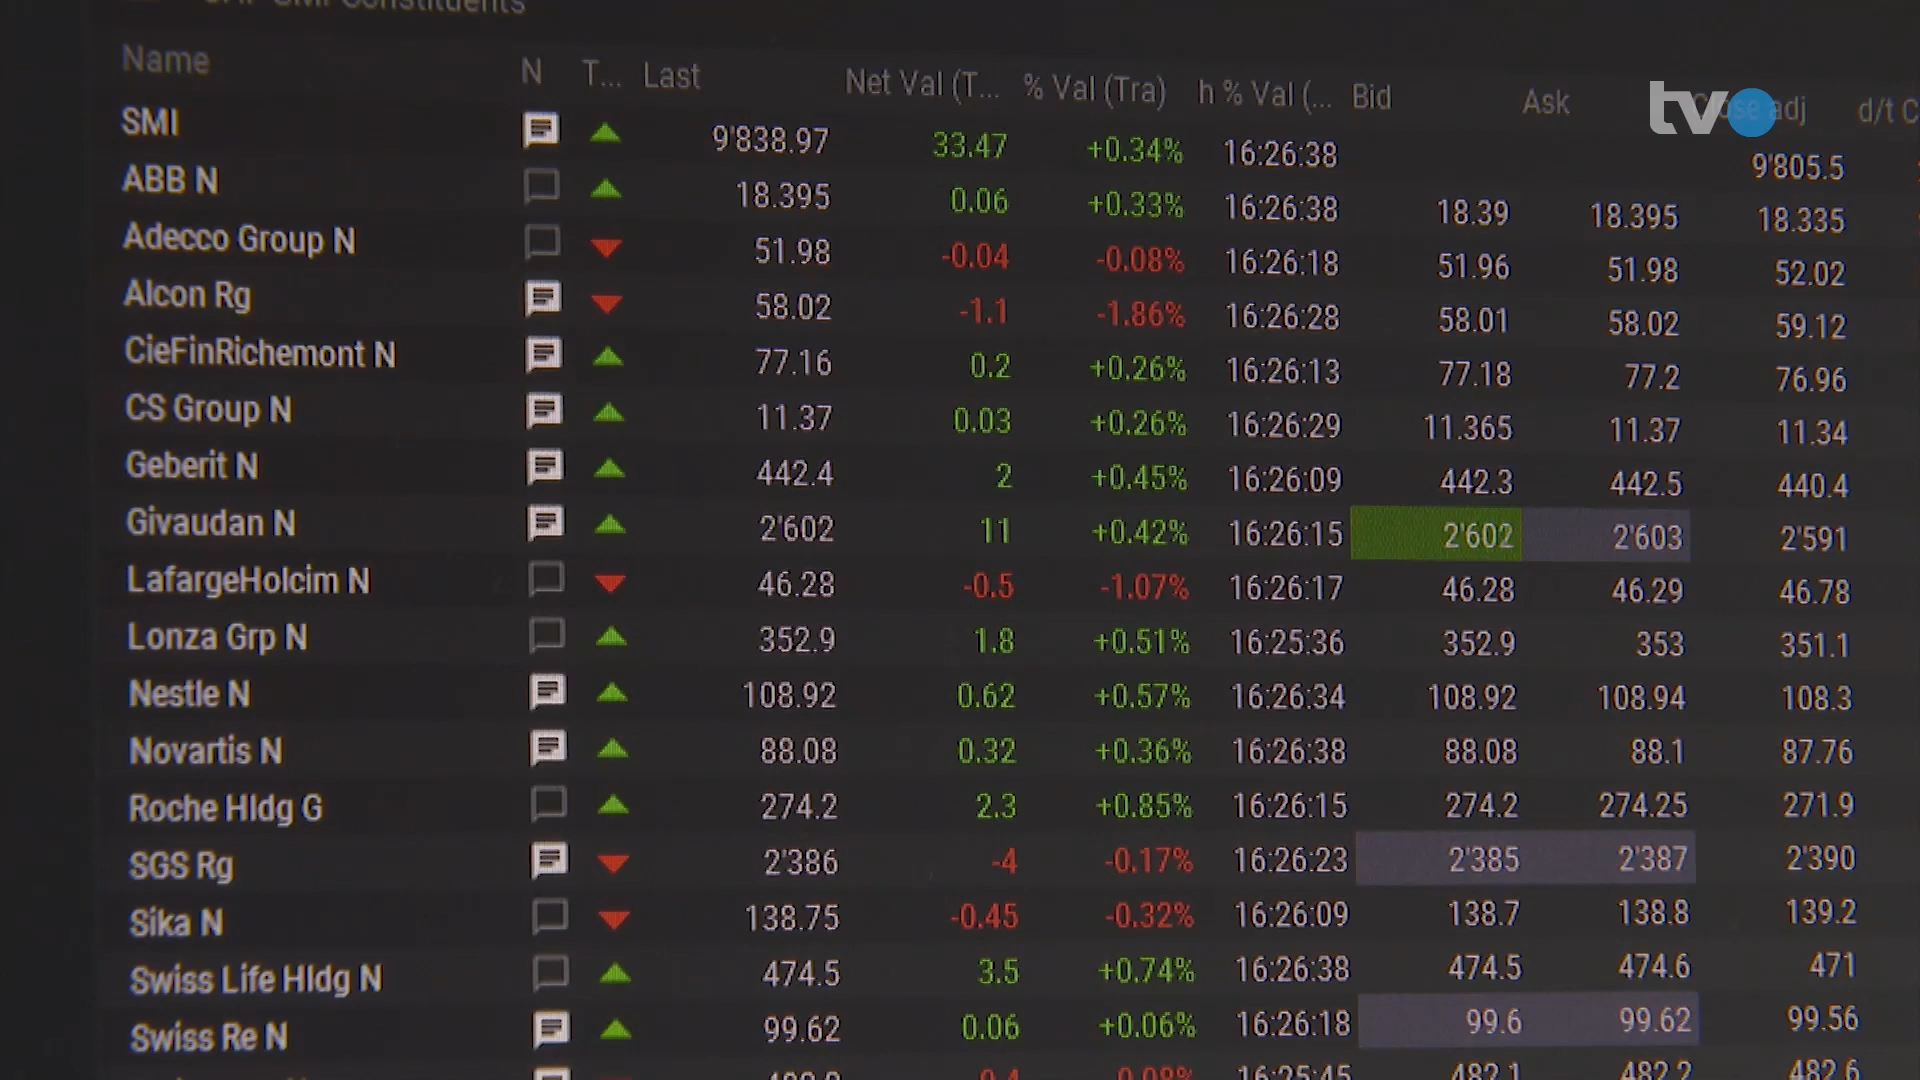 SMI Constituents
Name N T... Last Net Val (T... % Val (Tra) h % Val (... Bid Ask Close adj d/t C
tvo
SMI 9'838.97 33.47 +0.34% 16:26:38 9'805.5
ABB N 18.395 0.06 +0.33% 16:26:38 18.39 18.395 18.335
Adecco Group N 51.98 -0.04 -0.08% 16:26:18 51.96 51.98 52.02
Alcon Rg 58.02 -1.1 -1.86% 16:26:28 58.01 58.02 59.12
CieFinRichemont N 77.16 0.2 +0.26% 16:26:13 77.18 77.2 76.96
CS Group N 11.37 0.03 +0.26% 16:26:29 11.365 11.37 11.34
Geberit N 442.4 2 +0.45% 16:26:09 442.3 442.5 440.4
Givaudan N 2'602 11 +0.42% 16:26:15 2'602 2'603 2'591
LafargeHolcim N 46.28 -0.5 -1.07% 16:26:17 46.28 46.29 46.78
Lonza Grp N 352.9 1.8 +0.51% 16:25:36 352.9 353 351.1
Nestle N 108.92 0.62 +0.57% 16:26:34 108.92 108.94 108.3
Novartis N 88.08 0.32 +0.36% 16:26:38 88.08 88.1 87.76
Roche Hldg G 274.2 2.3 +0.85% 16:26:15 274.2 274.25 271.9
SGS Rg 2'386 -4 -0.17% 16:26:23 2'385 2'387 2'390
Sika N 138.75 -0.45 -0.32% 16:26:09 138.7 138.8 139.2
Swiss Life Hldg N 474.5 3.5 +0.74% 16:26:38 474.5 474.6 471
Swiss Re N 99.62 0.06 +0.06% 16:26:18 99.6 99.62 99.56
-0.08% 16:25:45 482.1 482.2 482.6